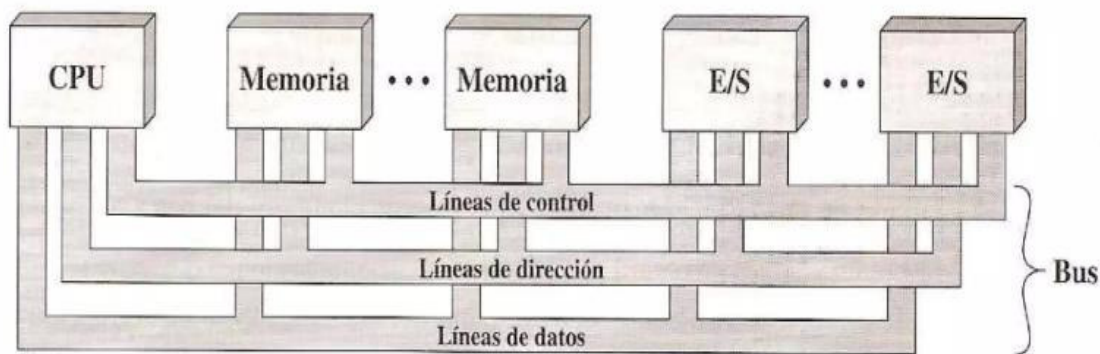 CPU
Memoria
•••
Memoria
E/S
•••
E/S
Líneas de control
Líneas de dirección
Líneas de datos
Bus